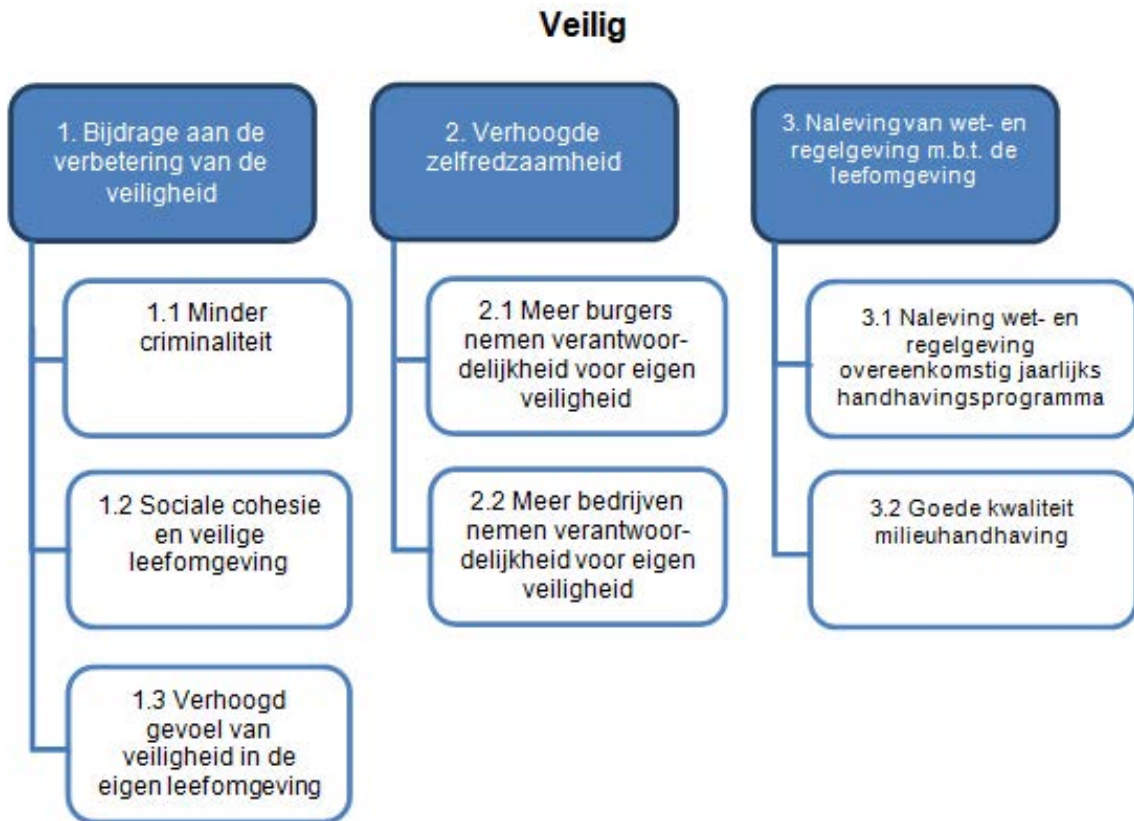 Veilig
1. Bijdrage aan de
verbetering van de
veiligheid
1.1 Minder
criminaliteit
1.2 Sociale cohesie
en veilige
leefomgeving
1.3 Verhoogd
gevoel van
veiligheid in de
eigen leefomgeving
2. Verhoogde
zelfredzaamheid
2.1 Meer burgers
nemen verantwoor-
delijkheid voor eigen
veiligheid
2.2 Meer bedrijven
nemen verantwoor-
delijkheid voor eigen
veiligheid
3. Naleving van wet- en
regelgeving m.b.t. de
leefomgeving
3.1 Naleving wet- en
regelgeving
overeenkomstig jaarlijks
handhavingsprogramma
3.2 Goede kwaliteit
milieuhandhaving